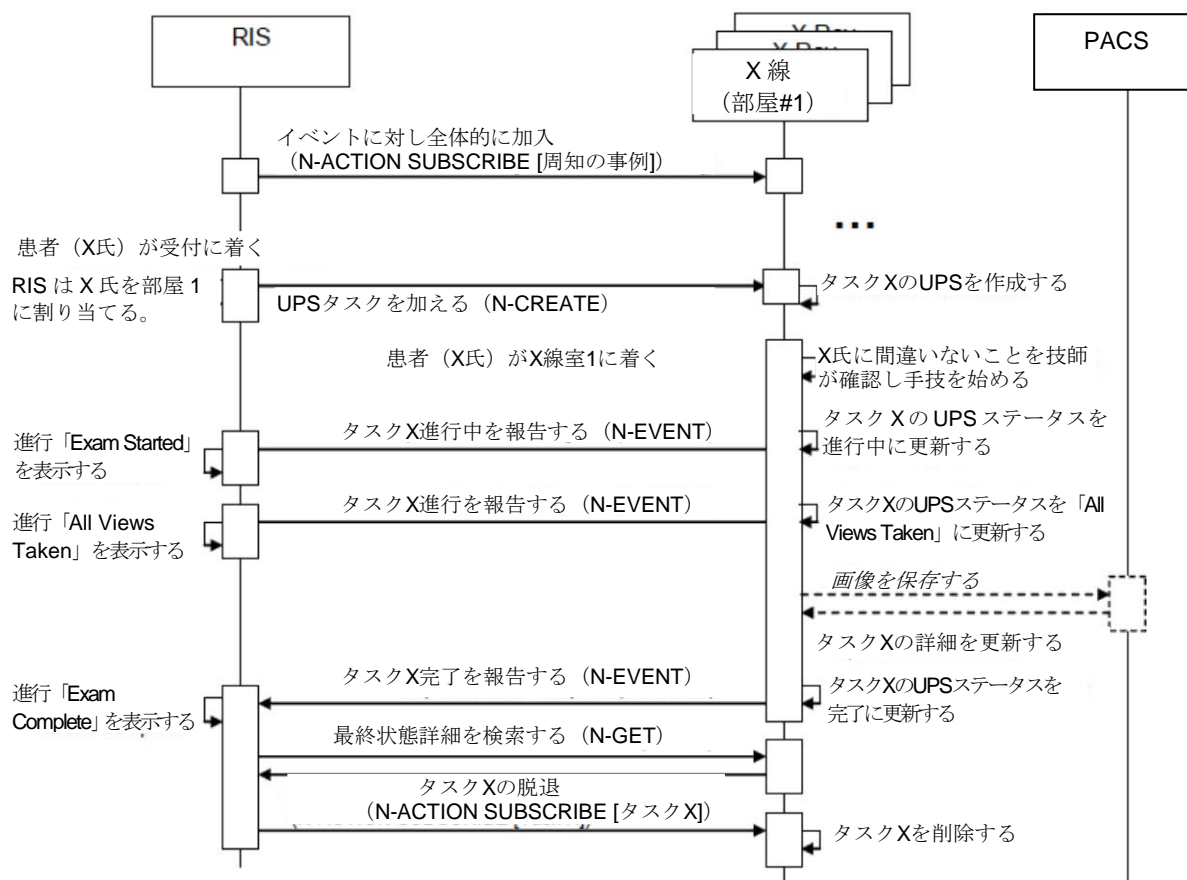 RIS
X-Ray
X-Ray
X 線
（部屋#1）
PACS
イベントに対し全体的に加入
（N-ACTION SUBSCRIBE [周知の事例]）
...
患者（X氏）が受付に着く
RIS は X 氏を部屋 1
に割り当てる。
UPSタスクを加える（N-CREATE）
タスクXのUPSを作成する
患者（X氏）がX線室1に着く
X氏に間違いないことを技師
が確認し手技を始める
進行「Exam Started」
を表示する
タスクX進行中を報告する（N-EVENT）
タスク X の UPS ステータスを
進行中に更新する
進行「All Views
Taken」を表示する
タスクX進行を報告する（N-EVENT）
タスクXのUPSステータスを「All
Views Taken」に更新する
画像を保存する
タスクXの詳細を更新する
進行「Exam
Complete」を表示する
タスクX完了を報告する（N-EVENT）
タスクXのUPSステータスを
完了に更新する
最終状態詳細を検索する（N-GET）
タスクXの脱退
（N-ACTION SUBSCRIBE [タスクX]）
タスクXを削除する